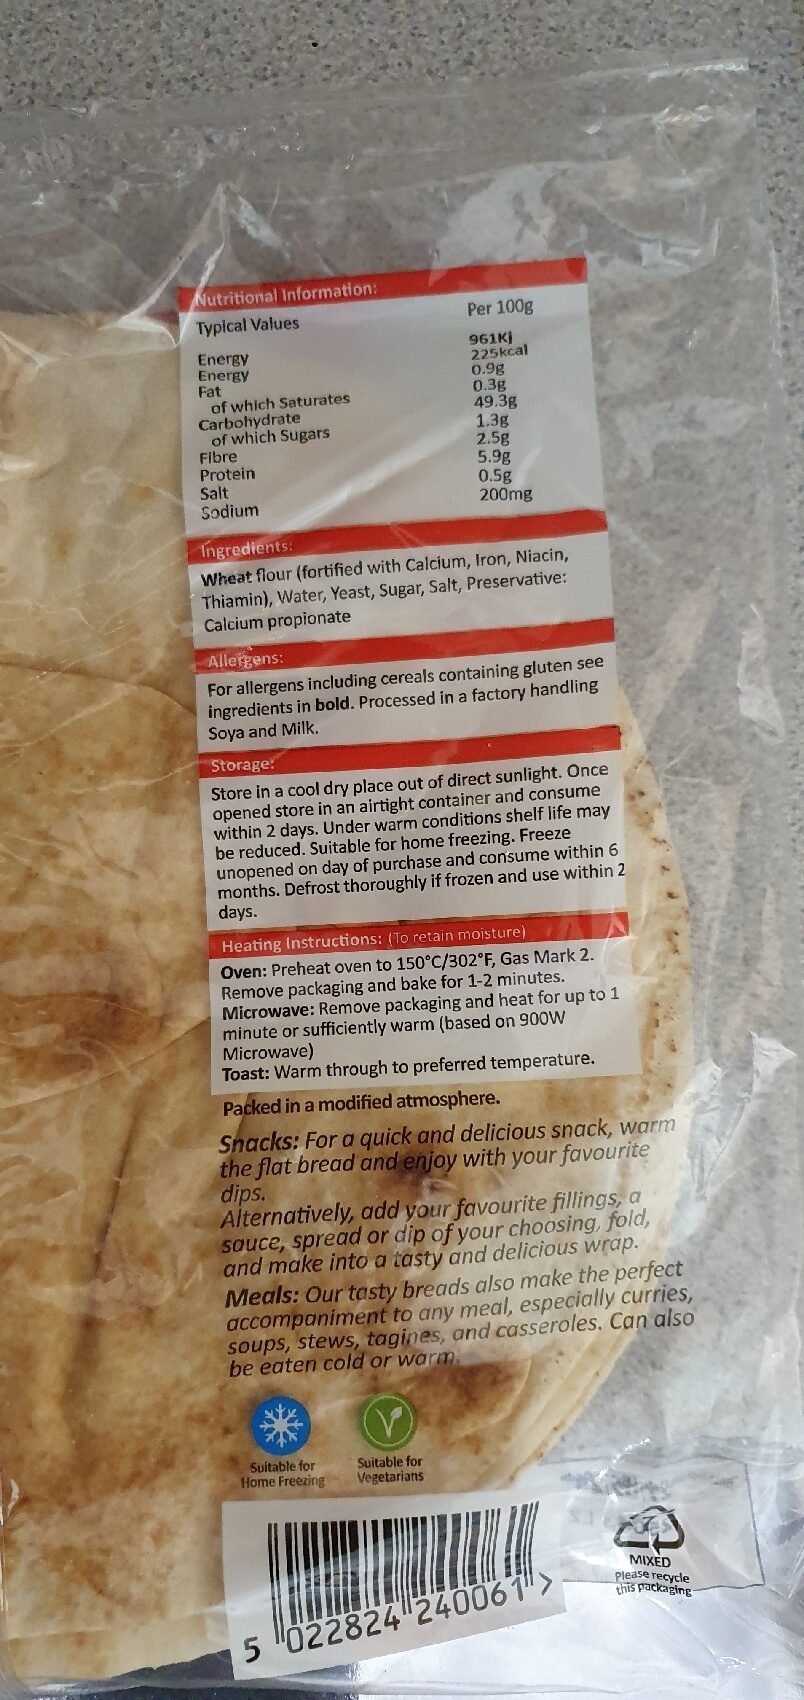 Nutritional Information:
Typical Values Per 100g
Energy 961Kj
Energy 225kcal
Fat 0.9g
of which Saturates 0.3g
Carbohydrate 49.3g
of which Sugars 1.3g
Fibre 2.5g
Protein 5.9g
Salt 0.5g
Sodium 200mg
Ingredients:
Wheat flour (fortified with Calcium, Iron, Niacin,
Thiamin), Water, Yeast, Sugar, Salt, Preservative:
Calcium propionate
Allergens:
For allergens including cereals containing gluten see
ingredients in bold. Processed in a factory handling
Soya and Milk.
Storage:
Store in a cool dry place out of direct sunlight. Once
opened store in an airtight container and consume
within 2 days. Under warm conditions shelf life may
be reduced. Suitable for home freezing. Freeze
unopened on day of purchase and consume within 6
months. Defrost thoroughly if frozen and use within 2
days.
Heating Instructions: (To retain moisture)
Oven: Preheat oven to 150°C/302°F, Gas Mark 2.
Remove packaging and bake for 1-2 minutes.
Microwave: Remove packaging and heat for up to 1
minute or sufficiently warm (based on 900W
Microwave)
Toast: Warm through to preferred temperature.
Packed in a modified atmosphere.
Snacks: For a quick and delicious snack, warm
the flat bread and enjoy with your favourite
dips.
Alternatively, add your favourite fillings, a
sauce, spread or dip of your choosing, fold,
and make into a tasty and delicious wrap.
Meals: Our tasty breads also make the perfect
accompaniment to any meal, especially curries,
soups, stews, tagines, and casseroles. Can also
be eaten cold or warm.
Suitable for
Home Freezing
Suitable for
Vegetarians
7
MIXED
Please recycle
this packaging
5 022824 240061 >